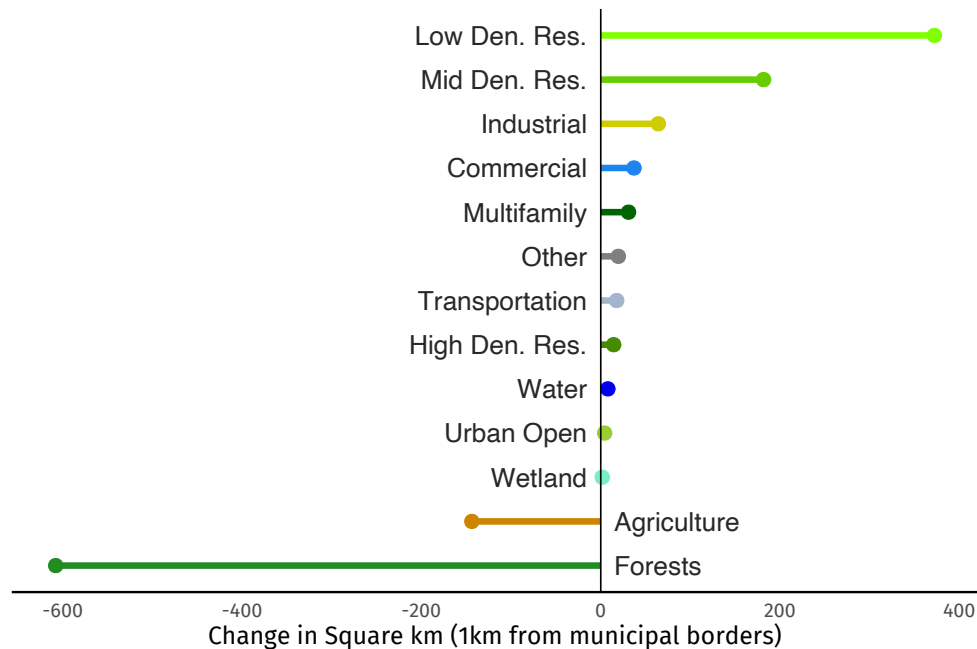 Low Den. Res.
Mid Den. Res.
Industrial
Commercial
Multifamily
Other
Transportation
High Den. Res.
Water
Urban Open
Wetland
Agriculture
Forests
-600 -400 -200 0 200 400
Change in Square km (1km from municipal borders)